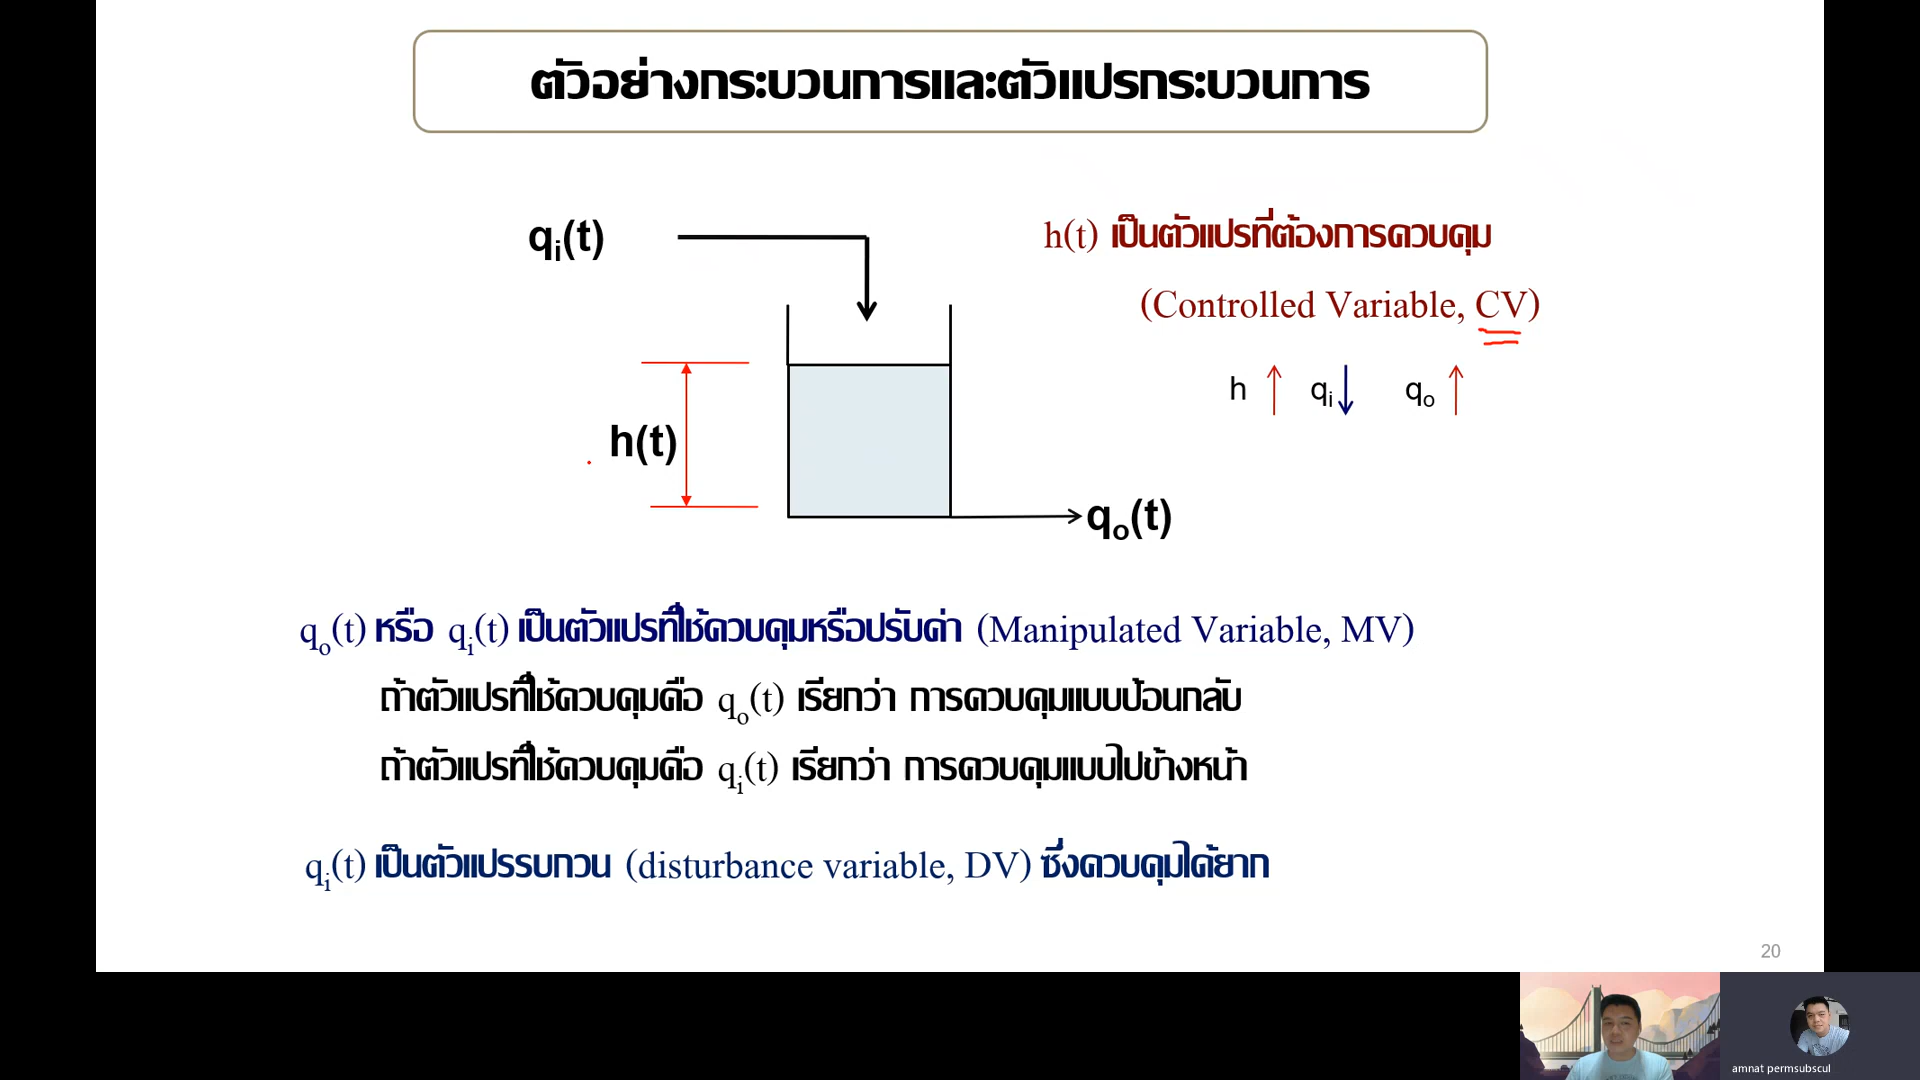 ตัวอย่างกระบวนการและตัวแปรกระบวนการ
qi(t)
h(t) เป็นตัวแปรที่ต้องการควบคุม
(Controlled Variable, CV)
h qi qo
h(t)
qo(t)
qo(t) หรือ qi(t) เป็นตัวแปรที่ใช้ควบคุมหรือปรับค่า (Manipulated Variable, MV)
ถ้าตัวแปรที่ใช้ควบคุมคือ qo(t) เรียกว่า การควบคุมแบบป้อนกลับ
ถ้าตัวแปรที่ใช้ควบคุมคือ qi(t) เรียกว่า การควบคุมแบบไปข้างหน้า
qi(t) เป็นตัวแปรรบกวน (disturbance variable, DV) ซึ่งควบคุมได้ยาก
20
amnat permsubscul